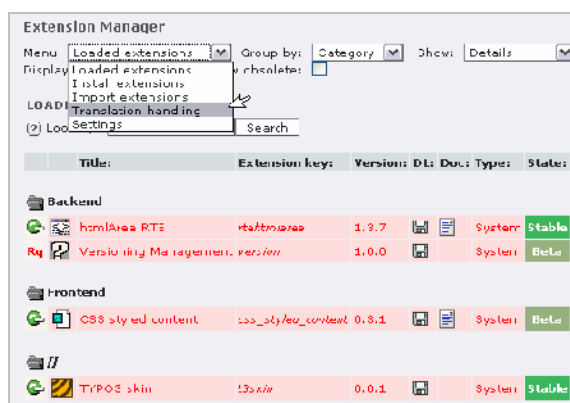 Extension Manager
Menu Loaded extensions Group by: Category Show: Details
Display Loaded extensions obsolete:
Install extensions
Import extensions
Translation handling
Settings
LOADE
(?) Loo Search
Title: Extension key: Version: DL: Doc: Type: State:
Backend
htmlArea RTE rtehtmlarea 1.3.7 System Stable
Rq Versioning Management version 1.0.0 System Beta
Frontend
CSS styled content css_styled_content 0.3.1 System Beta
[]
TYPO3 skin t3skin 0.0.1 System Stable